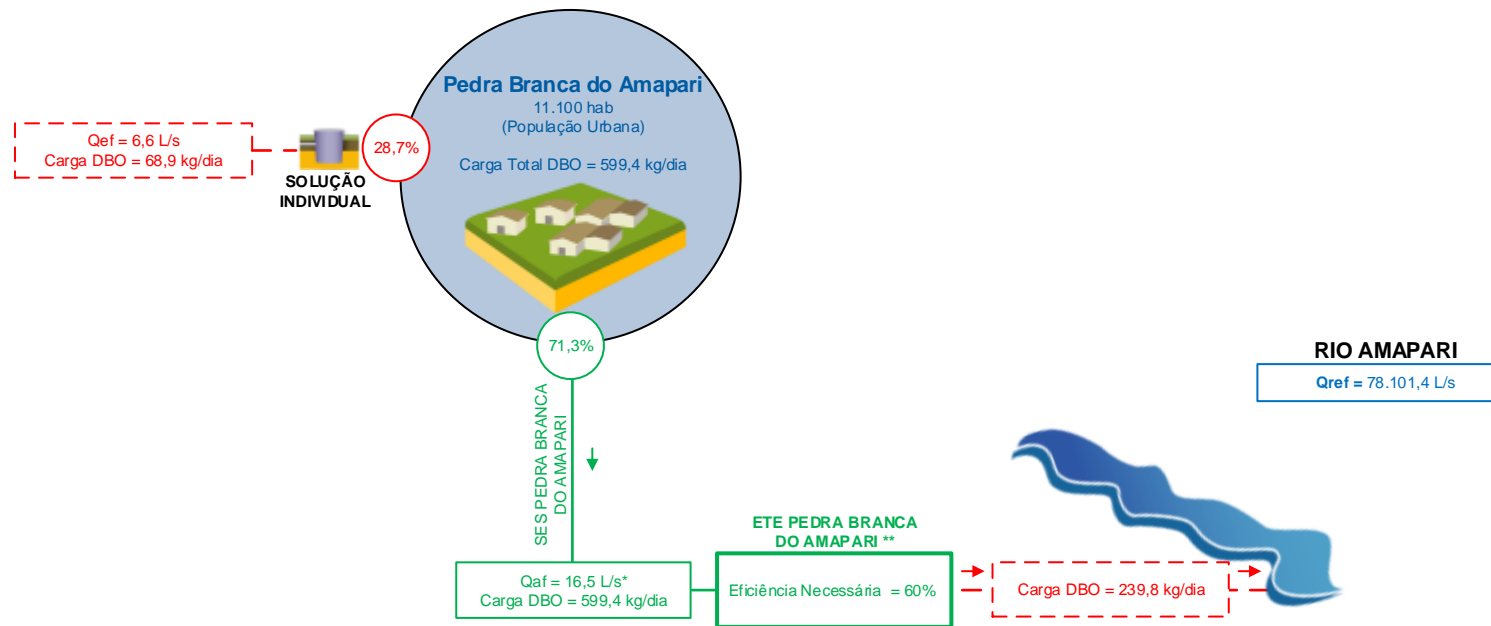 Pedra Branca do Amapari
11.100 hab
(População Urbana)
Carga Total DBO = 599,4 kg/dia
Qef = 6,6 L/s
Carga DBO = 68,9 kg/dia
28,7%
SOLUÇÃO
INDIVIDUAL
71,3%
SES PEDRA BRANCA
DO AMAPARI
RIO AMAPARI
Qref = 78.101,4 L/s
ETE PEDRA BRANCA
DO AMAPARI **
Qaf = 16,5 L/s*
Carga DBO = 599,4 kg/dia
Eficiência Necessária = 60%
Carga DBO = 239,8 kg/dia